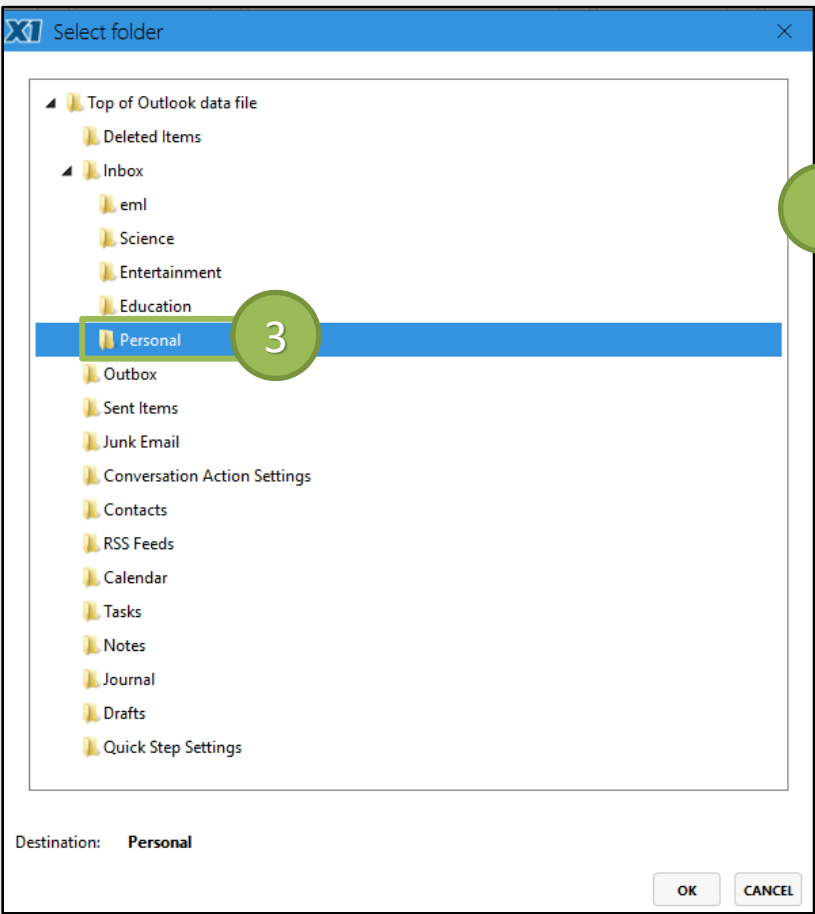 X1 Select folder
Top of Outlook data file
Deleted Items
Inbox
eml
Science
Entertainment
Education
Personal 3
Outbox
Sent Items
Junk Email
Conversation Action Settings
Contacts
RSS Feeds
Calendar
Tasks
Notes
Journal
Drafts
Quick Step Settings
Destination: Personal
OK CANCEL